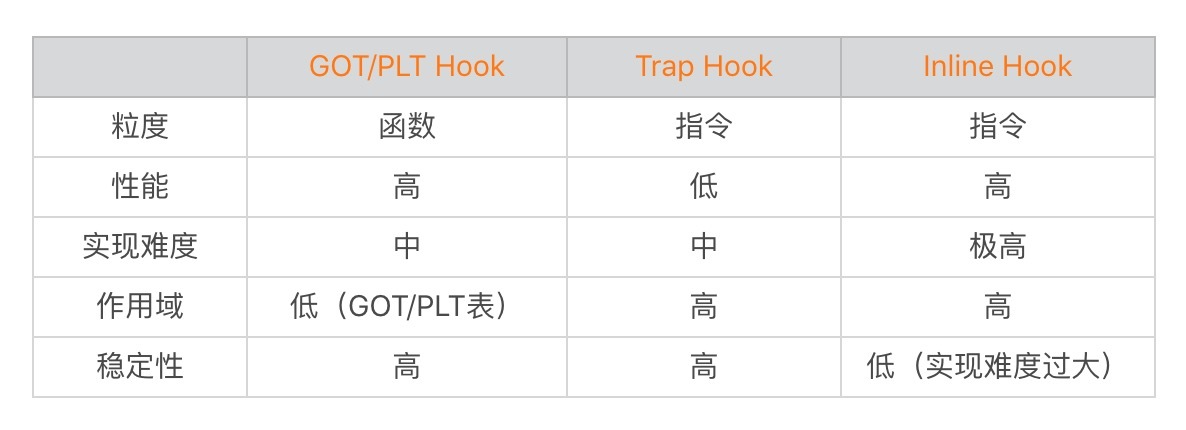 GOT/PLT Hook Trap Hook Inline Hook
粒度 函数 指令 指令
性能 高 低 高
实现难度 中 中 极高
作用域 低（GOT/PLT表） 高 高
稳定性 高 高 低（实现难度过大）